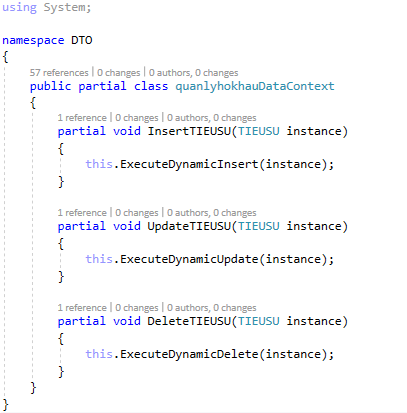 using System;
namespace DTO
{
57 references | 0 changes | 0 authors, 0 changes
public partial class quanlyhokhauDataContext
{
1 reference | 0 changes | 0 authors, 0 changes
partial void InsertTIEUSU(TIEUSU instance)
{
this.ExecuteDynamicInsert(instance);
}
1 reference | 0 changes | 0 authors, 0 changes
partial void UpdateTIEUSU(TIEUSU instance)
{
this.ExecuteDynamicUpdate(instance);
}
1 reference | 0 changes | 0 authors, 0 changes
partial void DeleteTIEUSU(TIEUSU instance)
{
this.ExecuteDynamicDelete(instance);
}
}
}